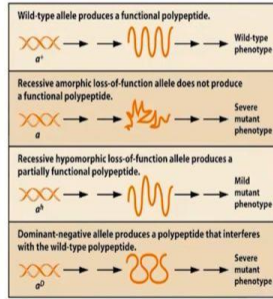 Wild-type allele produces a functional polypeptide.
Wild-type
phenotype
a⁺
Recessive amorphic loss-of-function allele does not produce
a functional polypeptide.
Severe
mutant
phenotype
a
Recessive hypomorphic loss-of-function allele produces a
partially functional polypeptide.
Mild
mutant
phenotype
aʰ
Dominant-negative allele produces a polypeptide that interferes
with the wild-type polypeptide.
Severe
mutant
phenotype
aᴰ